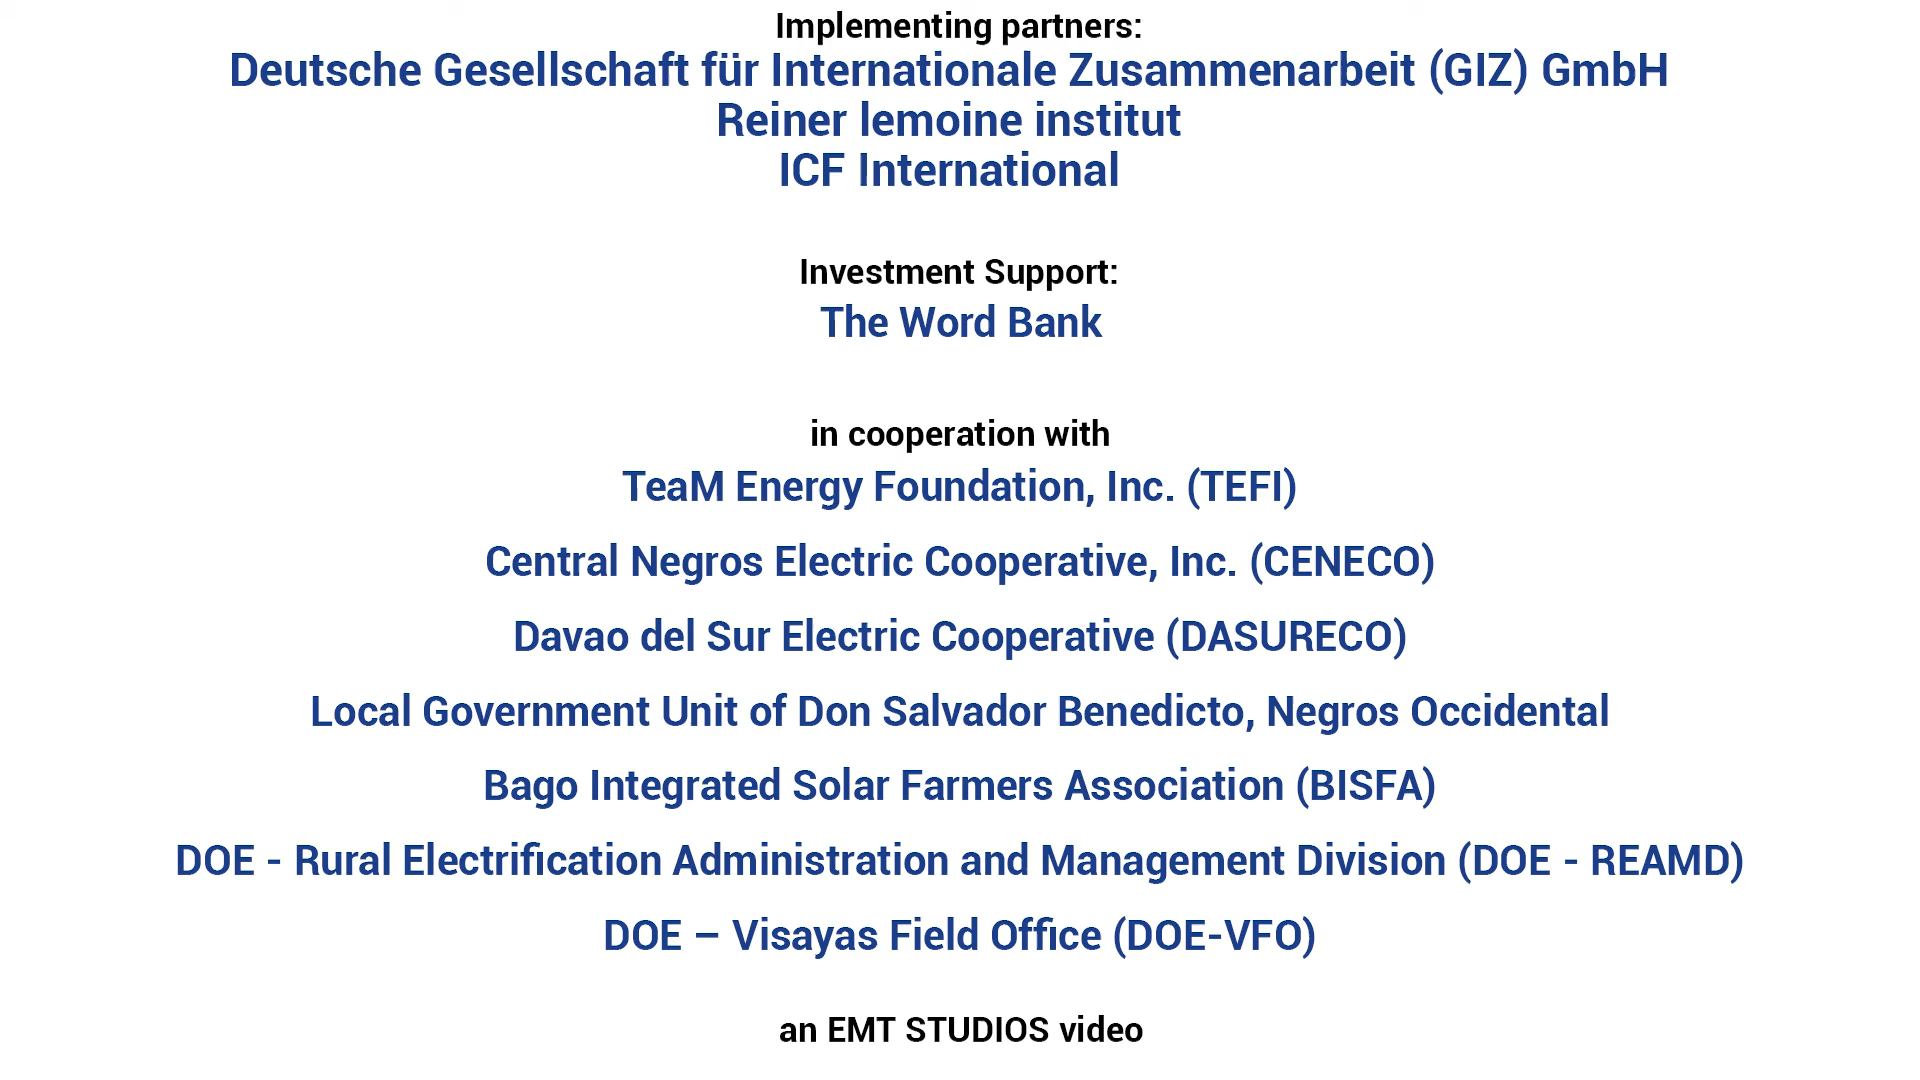 Implementing partners:
Deutsche Gesellschaft für Internationale Zusammenarbeit (GIZ) GmbH
Reiner lemoine institut
ICF International
Investment Support:
The Word Bank
in cooperation with
TeaM Energy Foundation, Inc. (TEFI)
Central Negros Electric Cooperative, Inc. (CENECO)
Davao del Sur Electric Cooperative (DASURECO)
Local Government Unit of Don Salvador Benedicto, Negros Occidental
Bago Integrated Solar Farmers Association (BISFA)
DOE - Rural Electrification Administration and Management Division (DOE - REAMD)
DOE – Visayas Field Office (DOE-VFO)
an EMT STUDIOS video